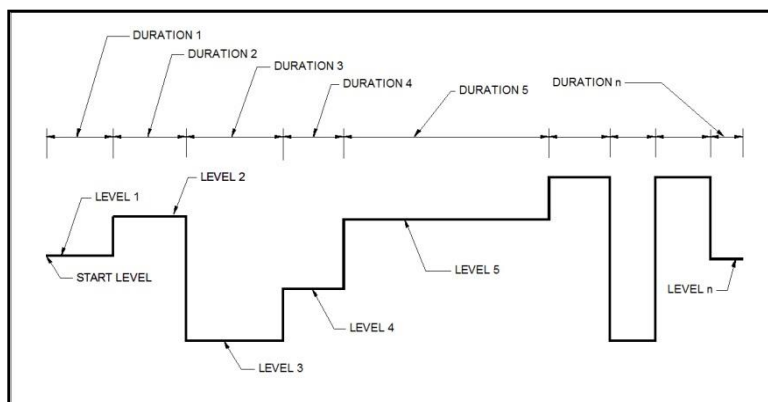 DURATION 1
DURATION 2
DURATION 3
DURATION 4
DURATION 5
DURATION n
LEVEL 2
LEVEL 1
START LEVEL
LEVEL 5
LEVEL n
LEVEL 4
LEVEL 3